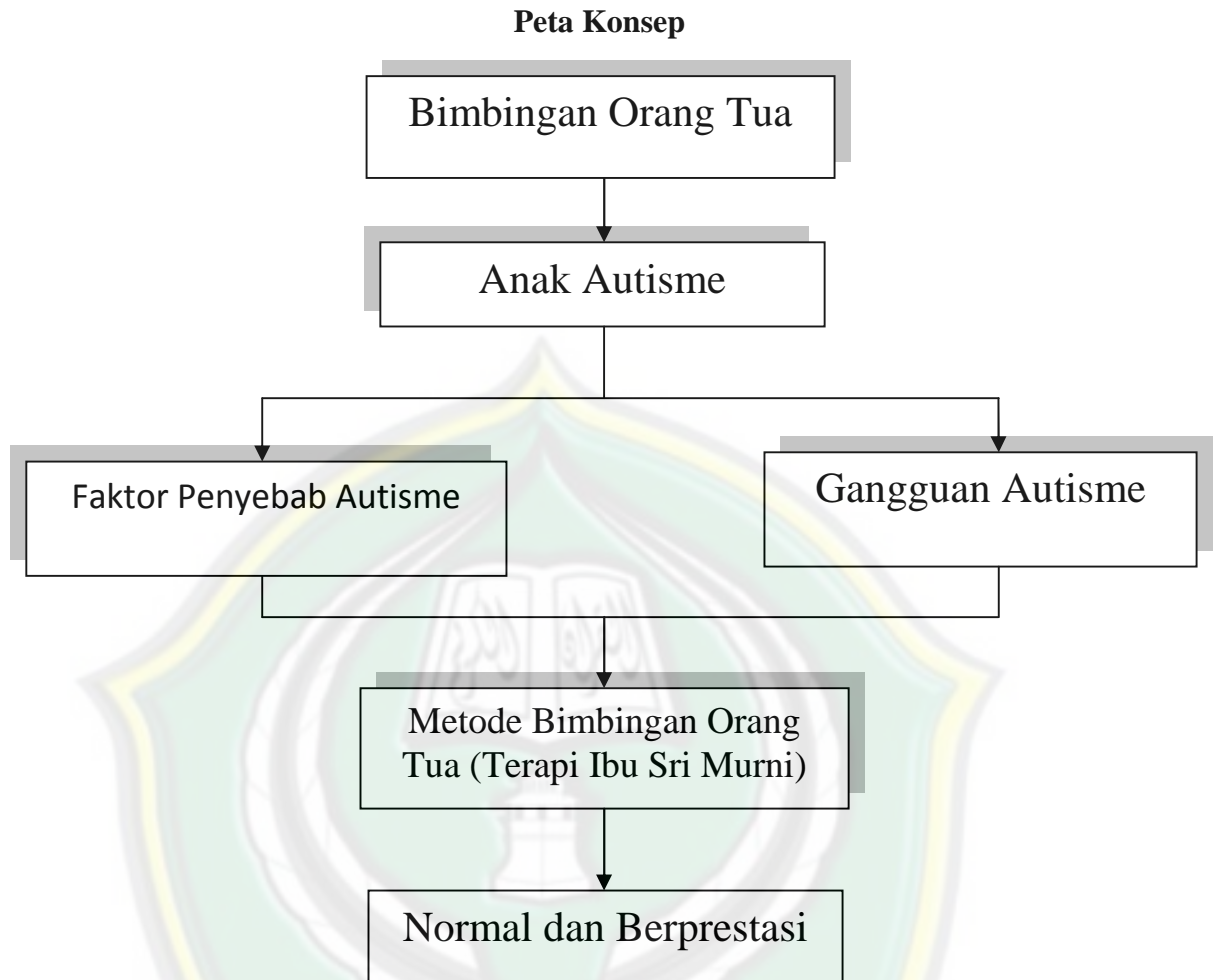 Peta Konsep
Bimbingan Orang Tua
Anak Autisme
Faktor Penyebab Autisme
Gangguan Autisme
Metode Bimbingan Orang
Tua (Terapi Ibu Sri Murni)
Normal dan Berprestasi